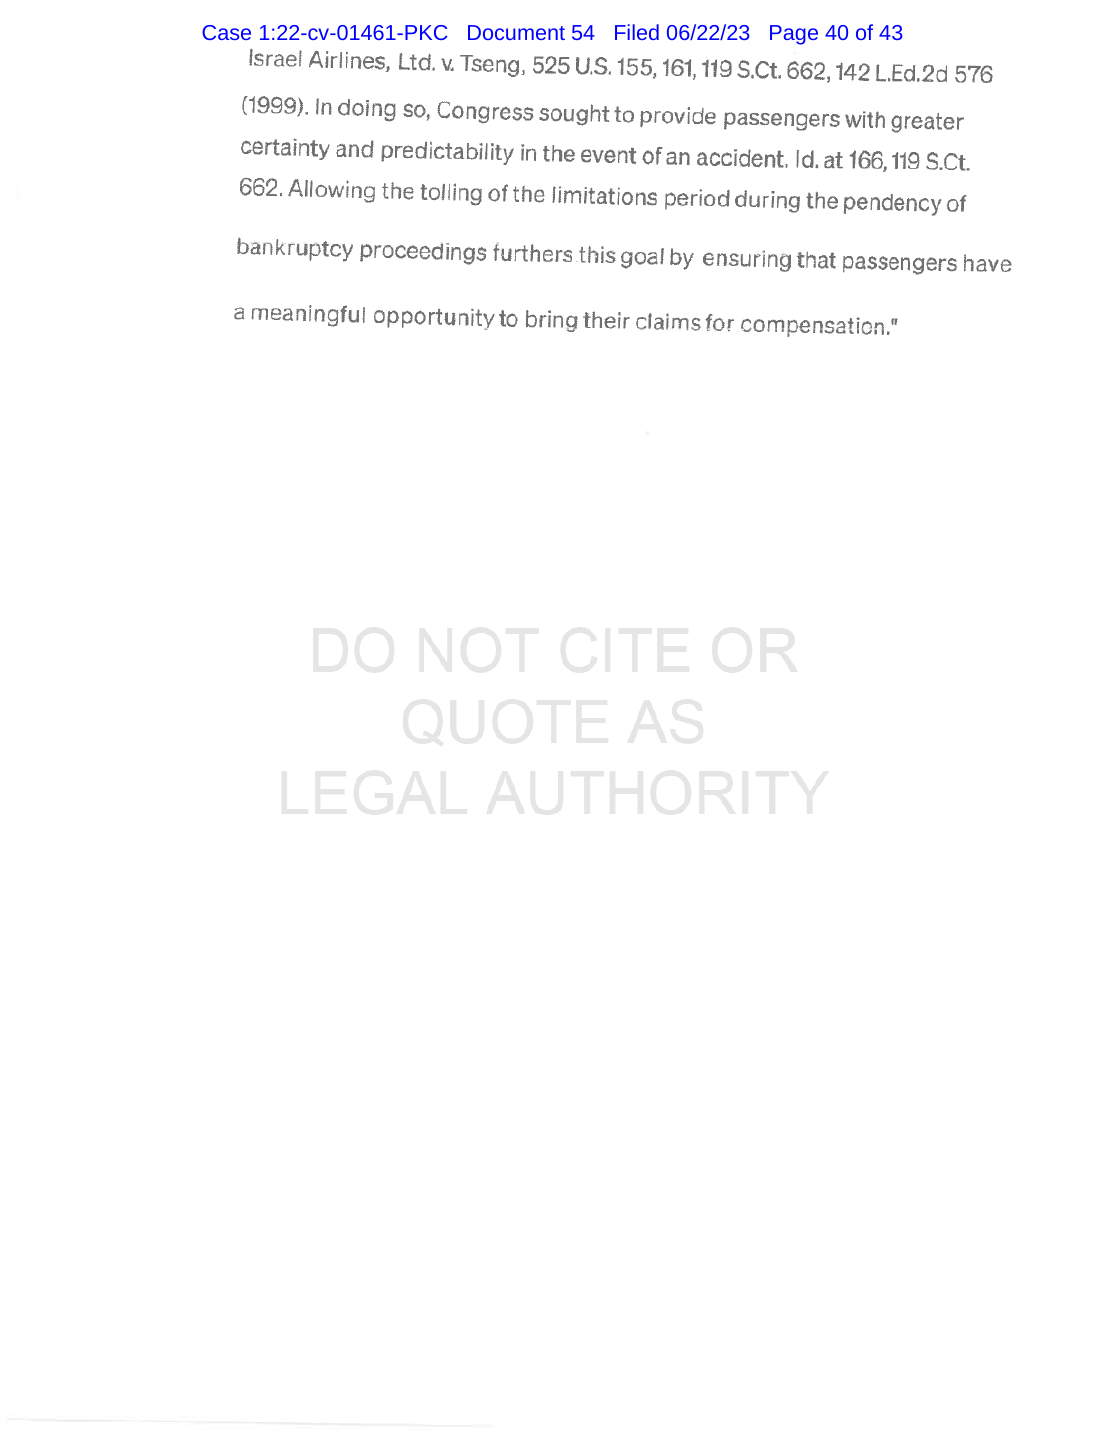 Case 1:22-cv-01461-PKC Document 54 Filed 06/22/23 Page 40 of 43
Israel Airlines, Ltd. v. Tseng, 525 U.S. 155, 161, 119 S.Ct. 662, 142 L.Ed.2d 576
(1999). In doing so, Congress sought to provide passengers with greater
certainty and predictability in the event of an accident. Id. at 166, 119 S.Ct.
662. Allowing the tolling of the limitations period during the pendency of
bankruptcy proceedings furthers this goal by ensuring that passengers have
a meaningful opportunity to bring their claims for compensation."
DO NOT CITE OR
QUOTE AS
LEGAL AUTHORITY